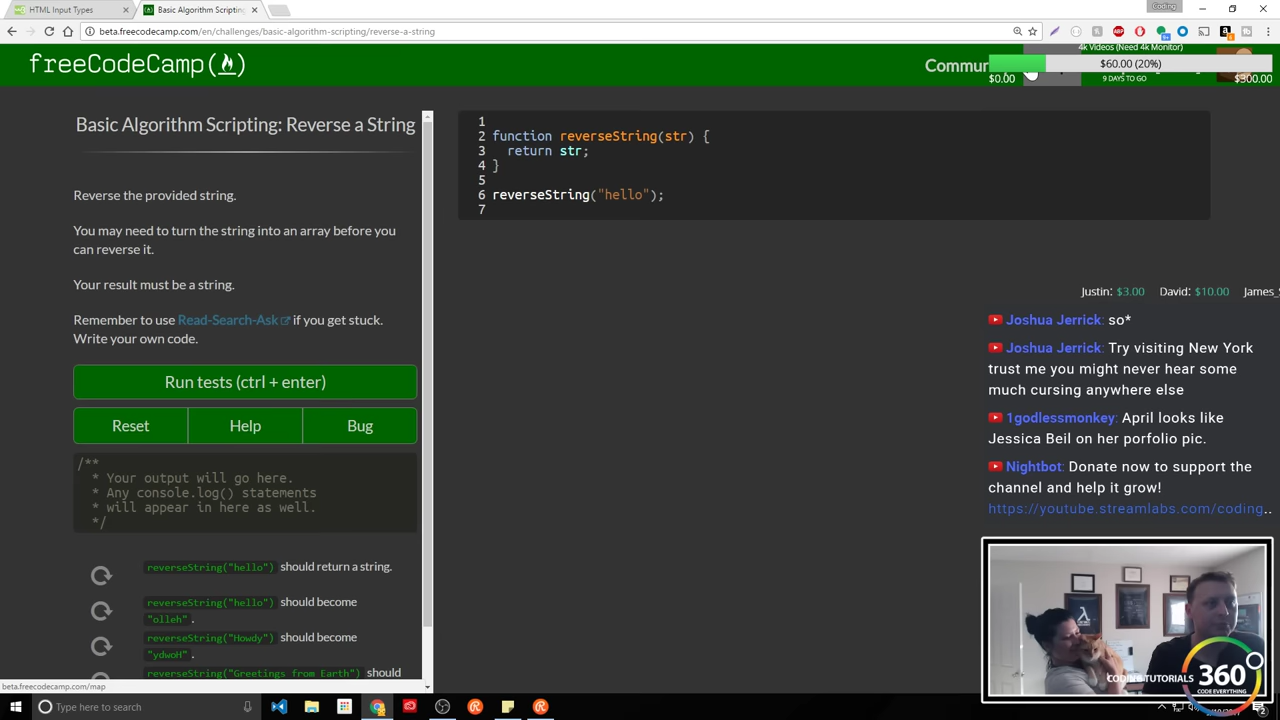 HTML Input Types
Basic Algorithm Scripting
Coding
beta.freecodecamp.com/en/challenges/basic-algorithm-scripting/reverse-a-string
freeCodeCamp
Commun
4k Videos (Need 4k Monitor)
$60.00 (20%)
$0.00
9 DAYS TO GO
$300.00
Basic Algorithm Scripting: Reverse a String
Reverse the provided string.
You may need to turn the string into an array before you
can reverse it.
Your result must be a string.
Remember to use Read-Search-Ask if you get stuck.
Write your own code.
Run tests (ctrl + enter)
Reset
Help
Bug
/**
* Your output will go here.
* Any console.log() statements
* will appear in here as well.
*/
reverseString("hello") should return a string.
reverseString("hello") should become
"olleh".
reverseString("Howdy") should become
"ydwoH".
reverseString("Greetings from Earth") should
1
2 function reverseString(str) {
3 return str;
4 }
5
6 reverseString("hello");
7
Justin: $3.00 David: $10.00 James_S
Joshua Jerrick: so*
Joshua Jerrick: Try visiting New York
trust me you might never hear some
much cursing anywhere else
1godlessmonkey: April looks like
Jessica Beil on her porfolio pic.
Nightbot: Donate now to support the
channel and help it grow!
https://youtube.streamlabs.com/coding..
CODING TUTORIALS 360
CODE EVERYTHING
beta.freecodecamp.com/map
Type here to search